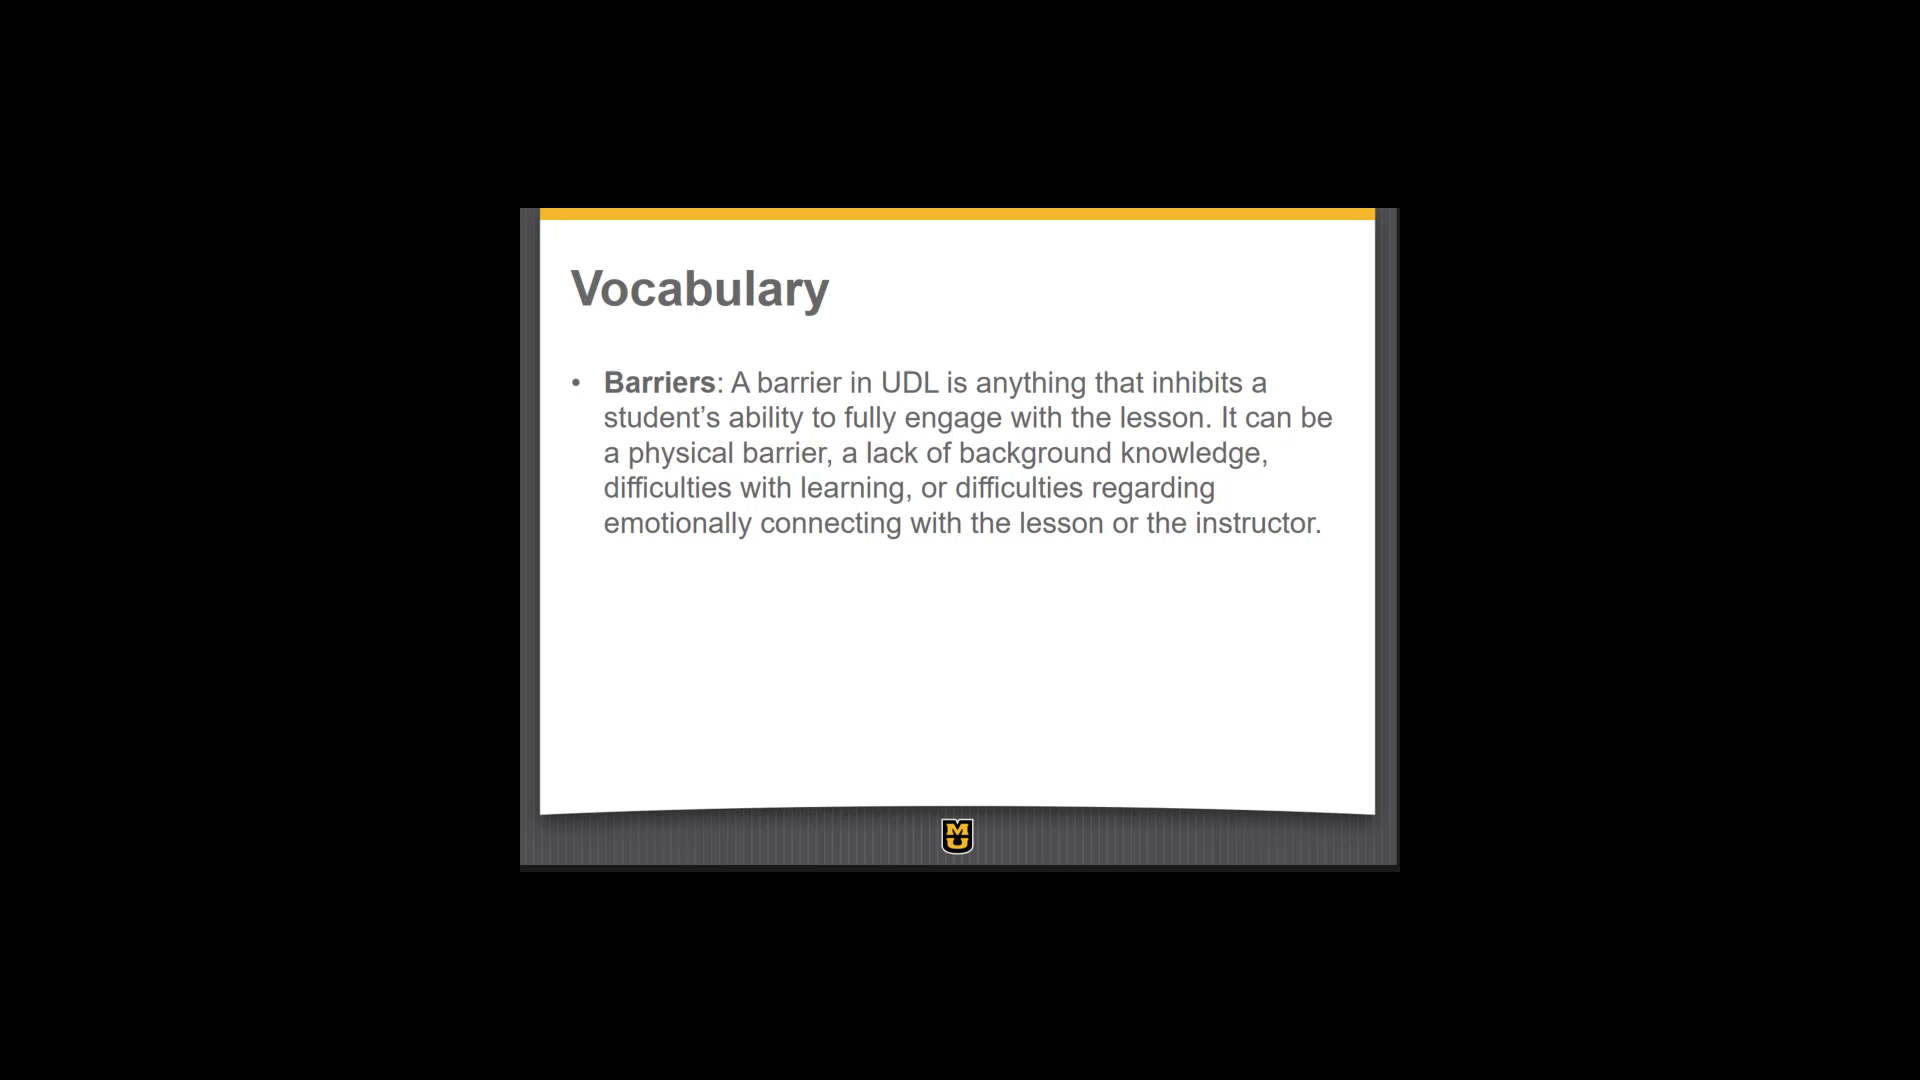 Vocabulary
• Barriers: A barrier in UDL is anything that inhibits a
student’s ability to fully engage with the lesson. It can be
a physical barrier, a lack of background knowledge,
difficulties with learning, or difficulties regarding
emotionally connecting with the lesson or the instructor.
MU